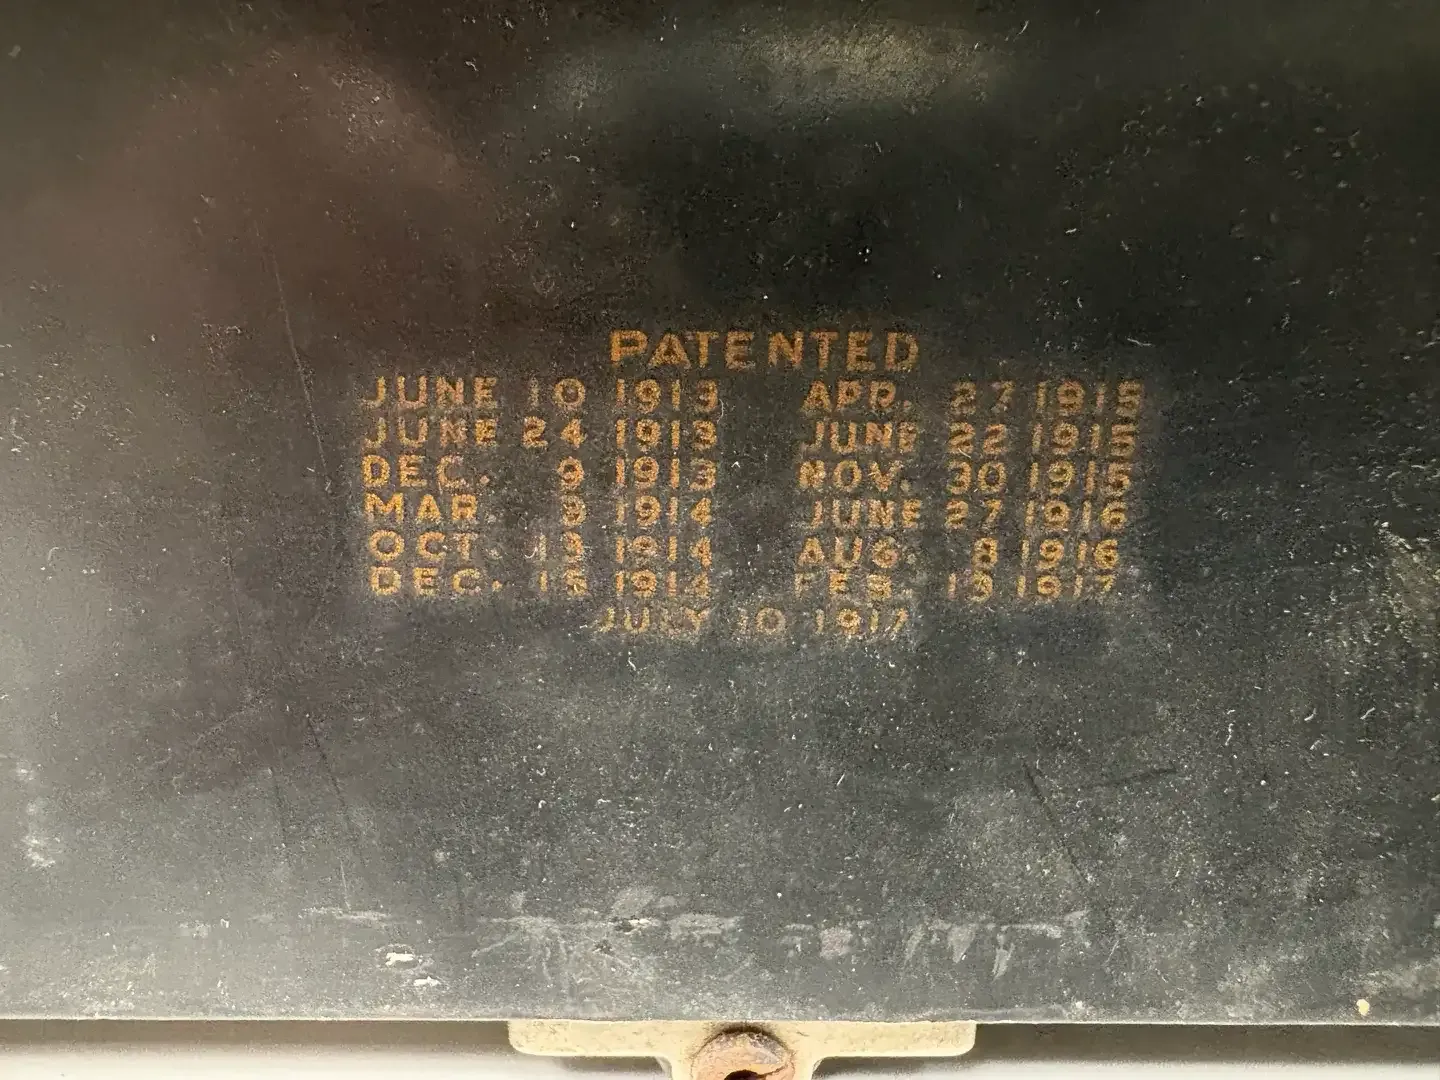 PATENTED
JUNE 10 1913 APR. 27 1915
JUNE 24 1913 JUNE 22 1915
DEC. 9 1913 NOV. 30 1915
MAR. 3 1914 JUNE 27 1916
OCT. 13 1914 AUG. 8 1916
DEC. 15 1914 FEB. 13 1917
JULY 10 1917